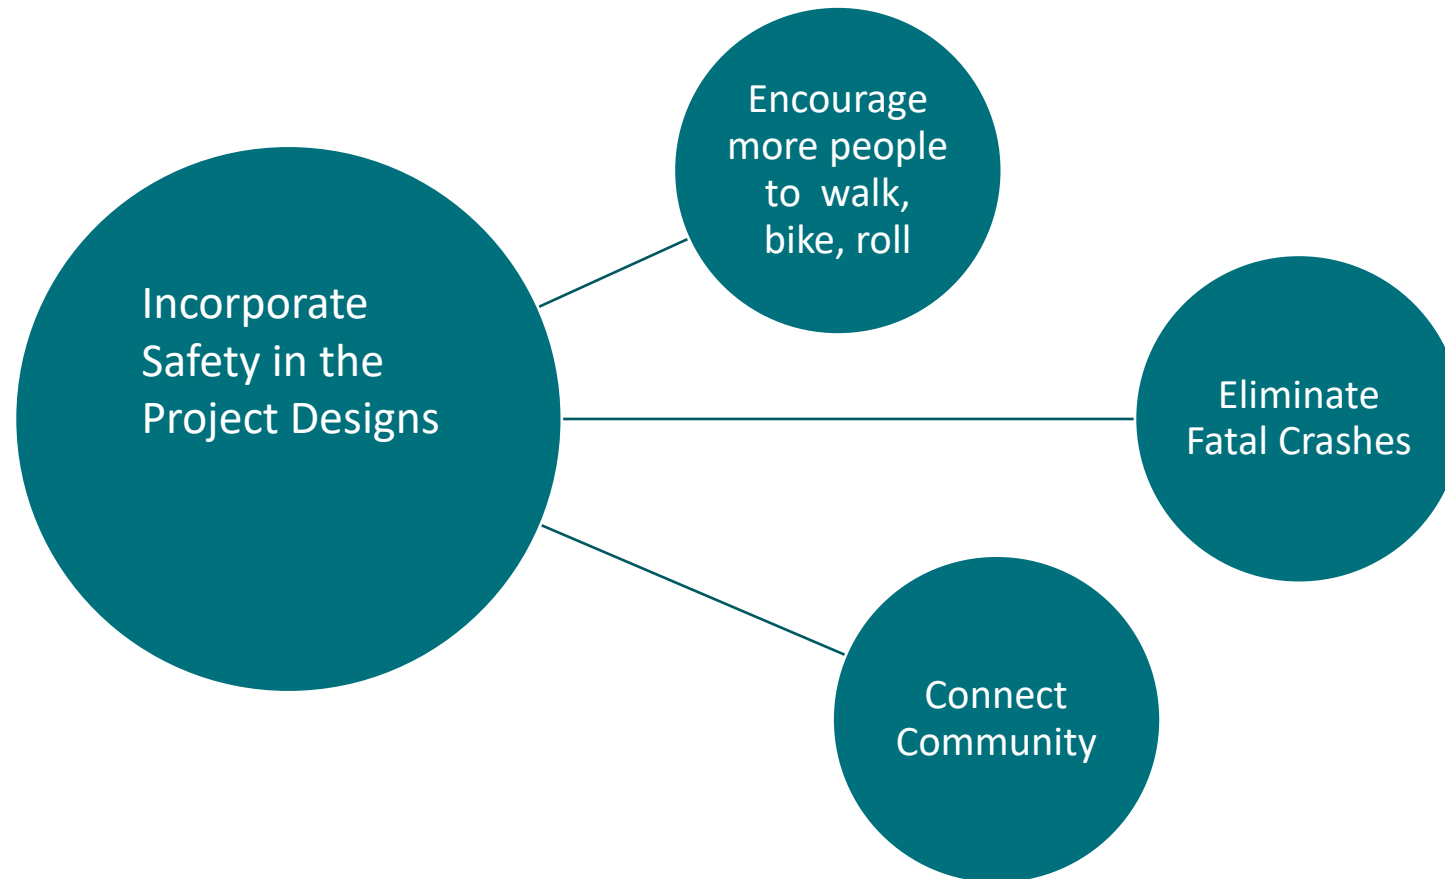 Incorporate
Safety in the
Project Designs
Encourage
more people
to  walk,
bike, roll
Eliminate
Fatal Crashes
Connect
Community